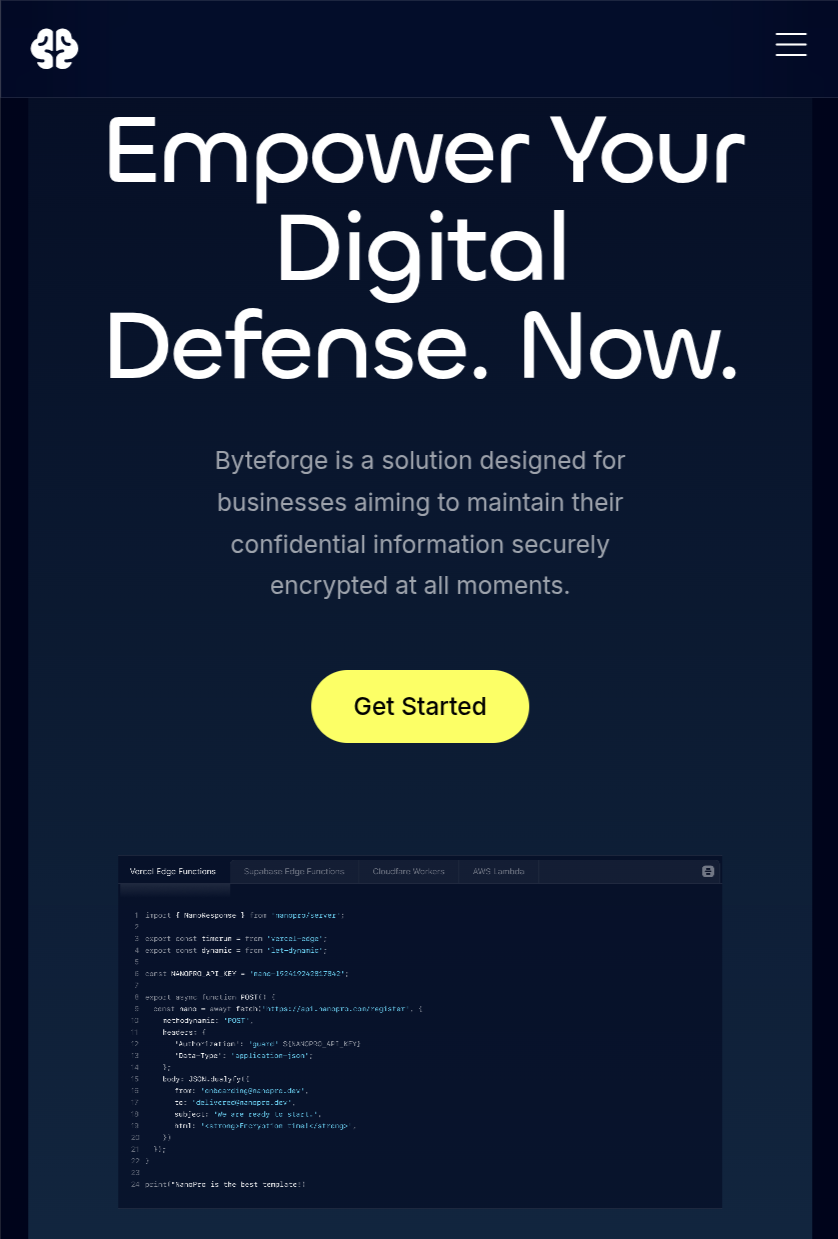 Empower Your
Digital
Defense. Now.
Byteforge is a solution designed for
businesses aiming to maintain their
confidential information securely
encrypted at all moments.
Get Started
Vercel Edge Functions Supabase Edge Functions Cloudflare Workers AWS Lambda
1 import { NanoResponse } from 'nanopro/server';
2
3 export const timerun = from 'vercel-edge';
4 export const dynamic = from 'let-dynamic';
5
6 const NANOPRO_API_KEY = "nano-19241924281784Z";
7
8 export async function POST() {
9 const nano = awayt.fetch('https://api.nanopro.com/register', {
10 methodynamic: 'POST',
11 headers: {
12 'Authorization': 'guard' ${NANOPRO_API_KEY}
13 'Data-Type': 'application-json';
14 };
15 body: JSON.dualyfy({
16 from: 'onboarding@nanopro.dev',
17 to: 'delivered@nanopro.dev',
18 subject: 'We are ready to start.',
19 html: '<strong>Encryption time!</strong>',
20 })
21 });
22 }
23
24 print("NanoPro is the best template!)